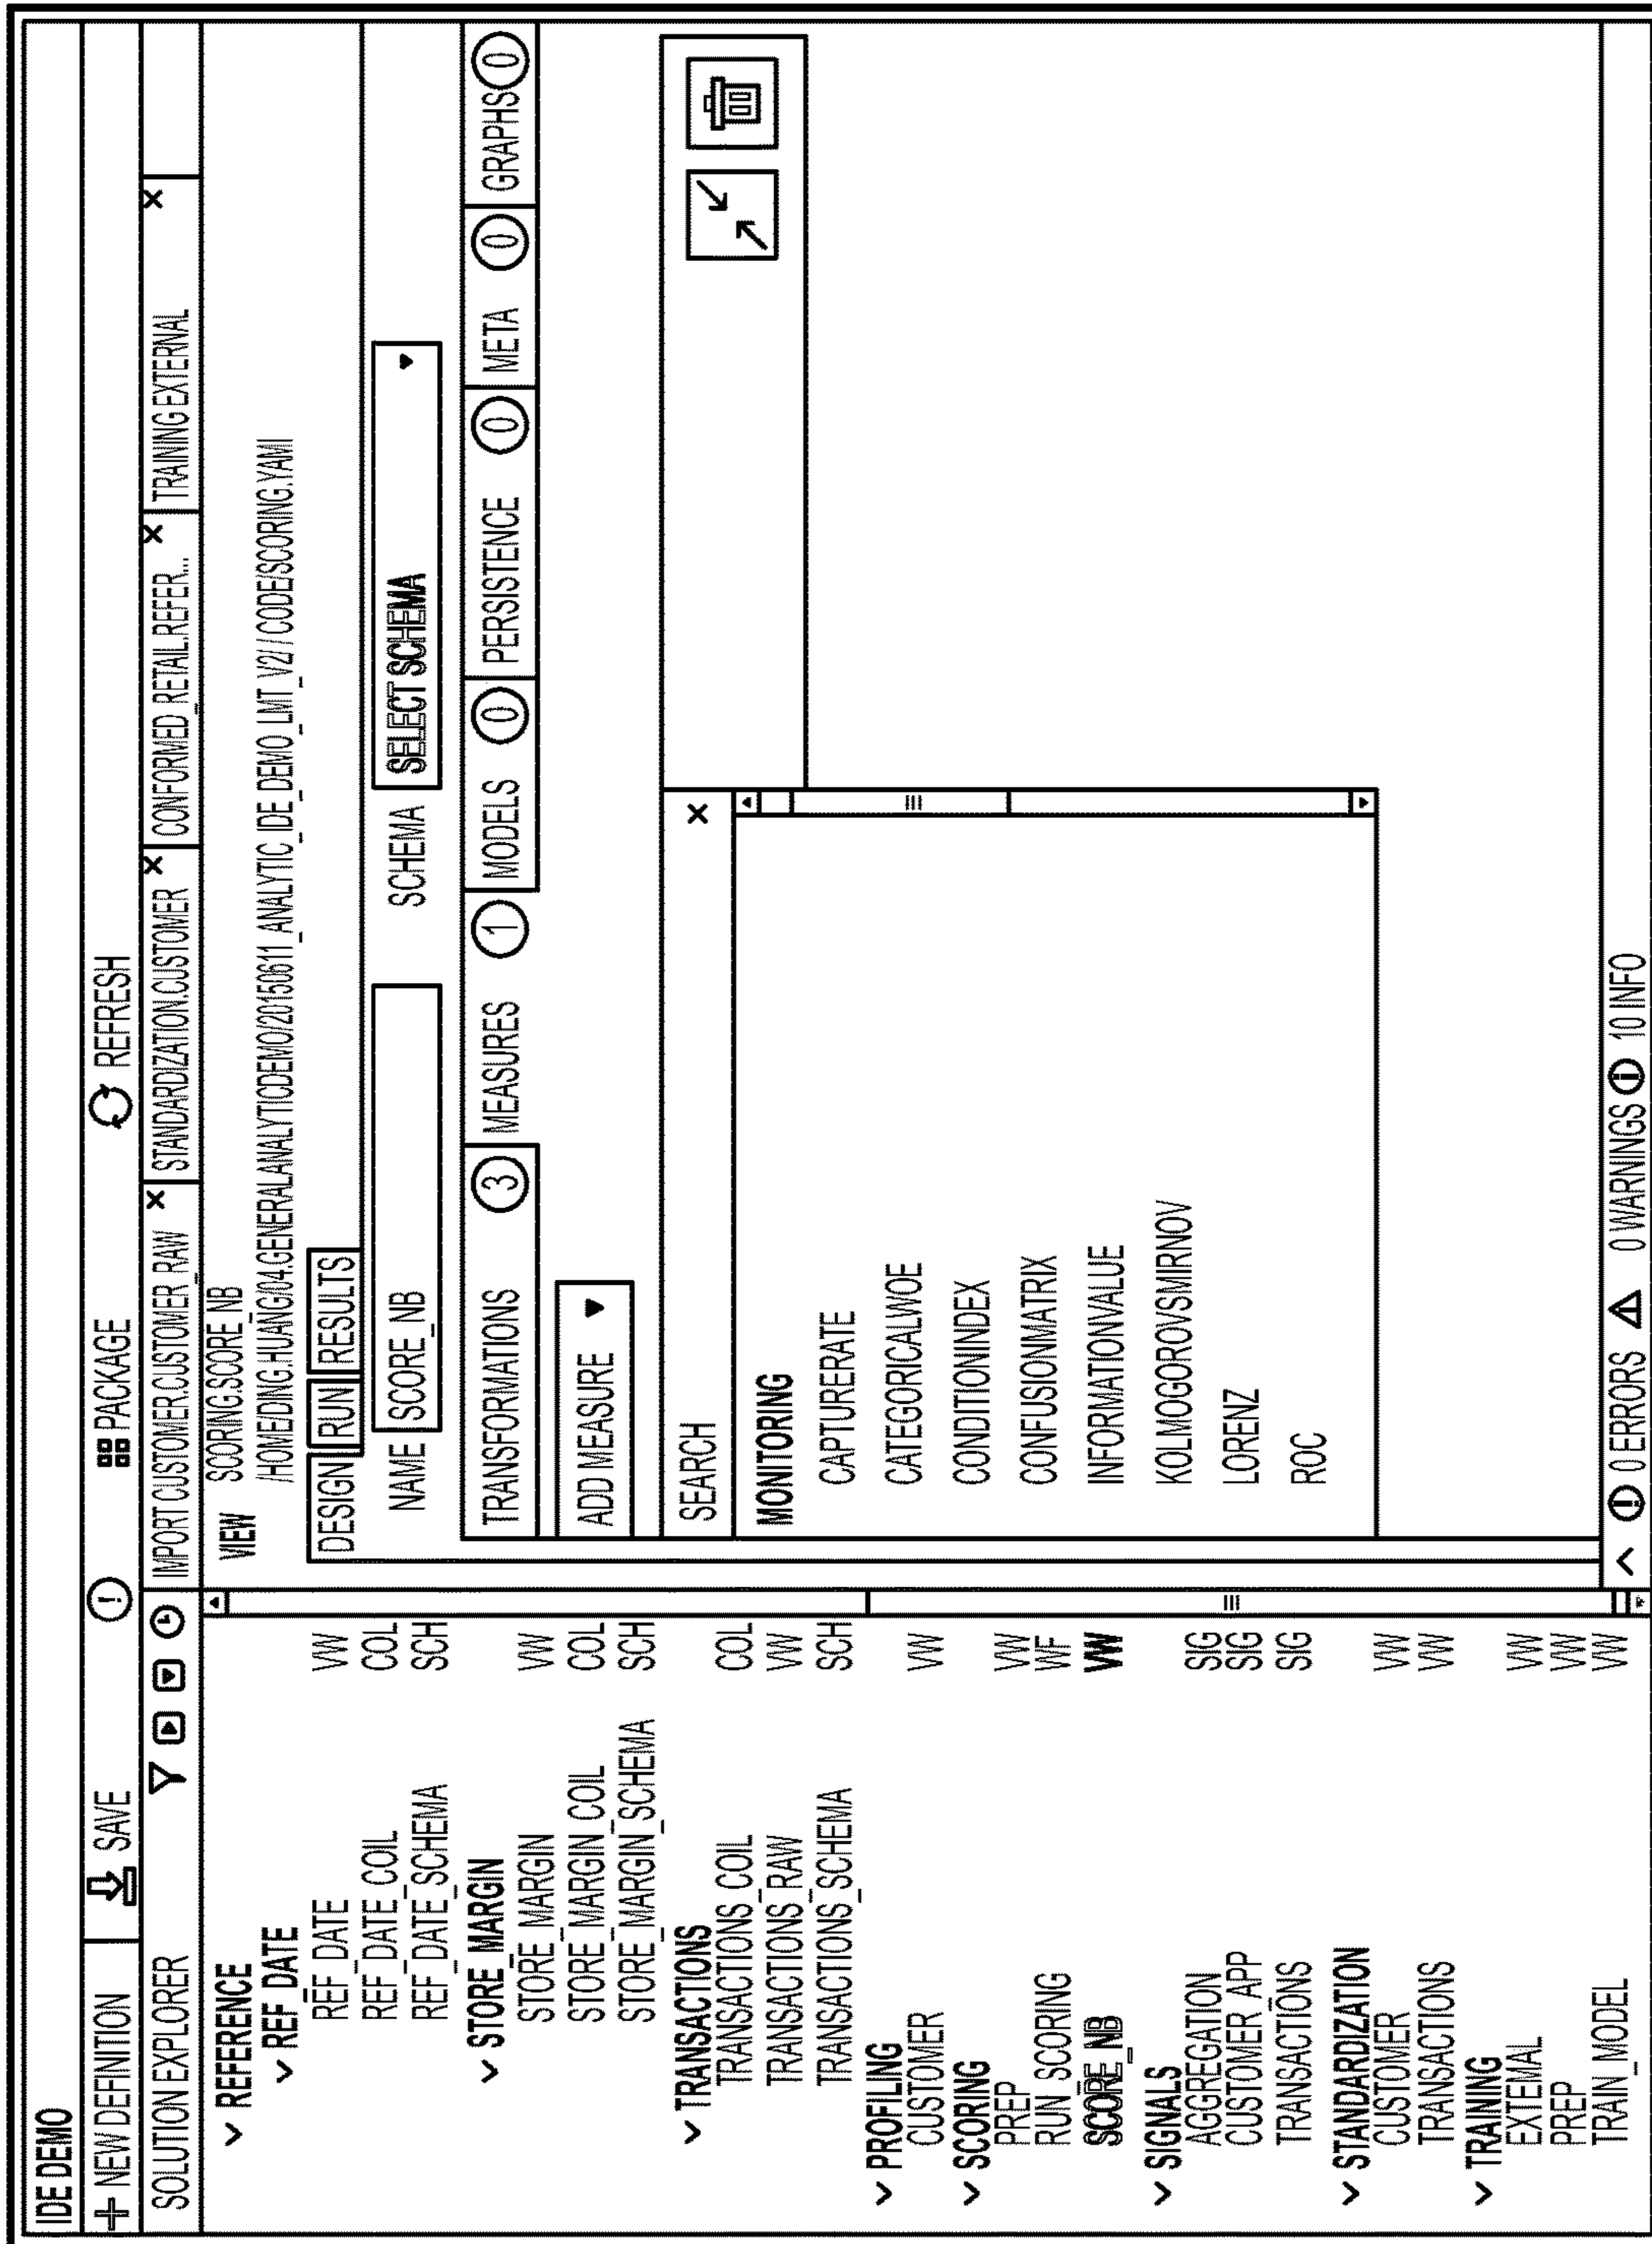 IDE DEMO
NEW DEFINITION SAVE PACKAGE REFRESH
SOLUTION EXPLORER
REFERENCE
REF_DATE
REF_DATE VW
REF_DATE_COIL COL
REF_DATE_SCHEMA SCH
STORE_MARGIN
STORE_MARGIN VW
STORE_MARGIN_COIL COL
STORE_MARGIN_SCHEMA SCH
TRANSACTIONS
TRANSACTIONS_COIL COL
TRANSACTIONS_RAW VW
TRANSACTIONS_SCHEMA SCH
PROFILING
CUSTOMER VW
SCORING
PREP VW
RUN SCORING WF
SCORE_NB VW
SIGNALS
AGGREGATION SIG
CUSTOMER APP SIG
TRANSACTIONS SIG
STANDARDIZATION
CUSTOMER VW
TRANSACTIONS VW
TRAINING
EXTEMAL VW
PREP VW
TRAIN_MODEL VW
IMPORT CUSTOMER.CUSTOMER_RAW X STANDARDIZATION.CUSTOMER X CONFORMED_RETAIL.REFER... X TRAINING EXTERNAL X
VIEW SCORING.SCORE_NB
/HOME/DING.HUANG/04.GENERALANALYTICDEMO/20150611_ANALYTIC_IDE_DEMO_LMT_V2/ CODE/SCORING.YAMI
DESIGN RUN RESULTS
NAME SCORE_NB SCHEMA SELECT SCHEMA
TRANSFORMATIONS 3 MEASURES 1 MODELS 0 PERSISTENCE 0 META 0 GRAPHS 0
ADD MEASURE
SEARCH X
MONITORING
CAPTURERATE
CATEGORICALWOE
CONDITIONINDEX
CONFUSIONMATRIX
INFORMATIONVALUE
KOLMOGOROVSMIRNOV
LORENZ
ROC
0 ERRORS 0 WARNINGS 10 INFO